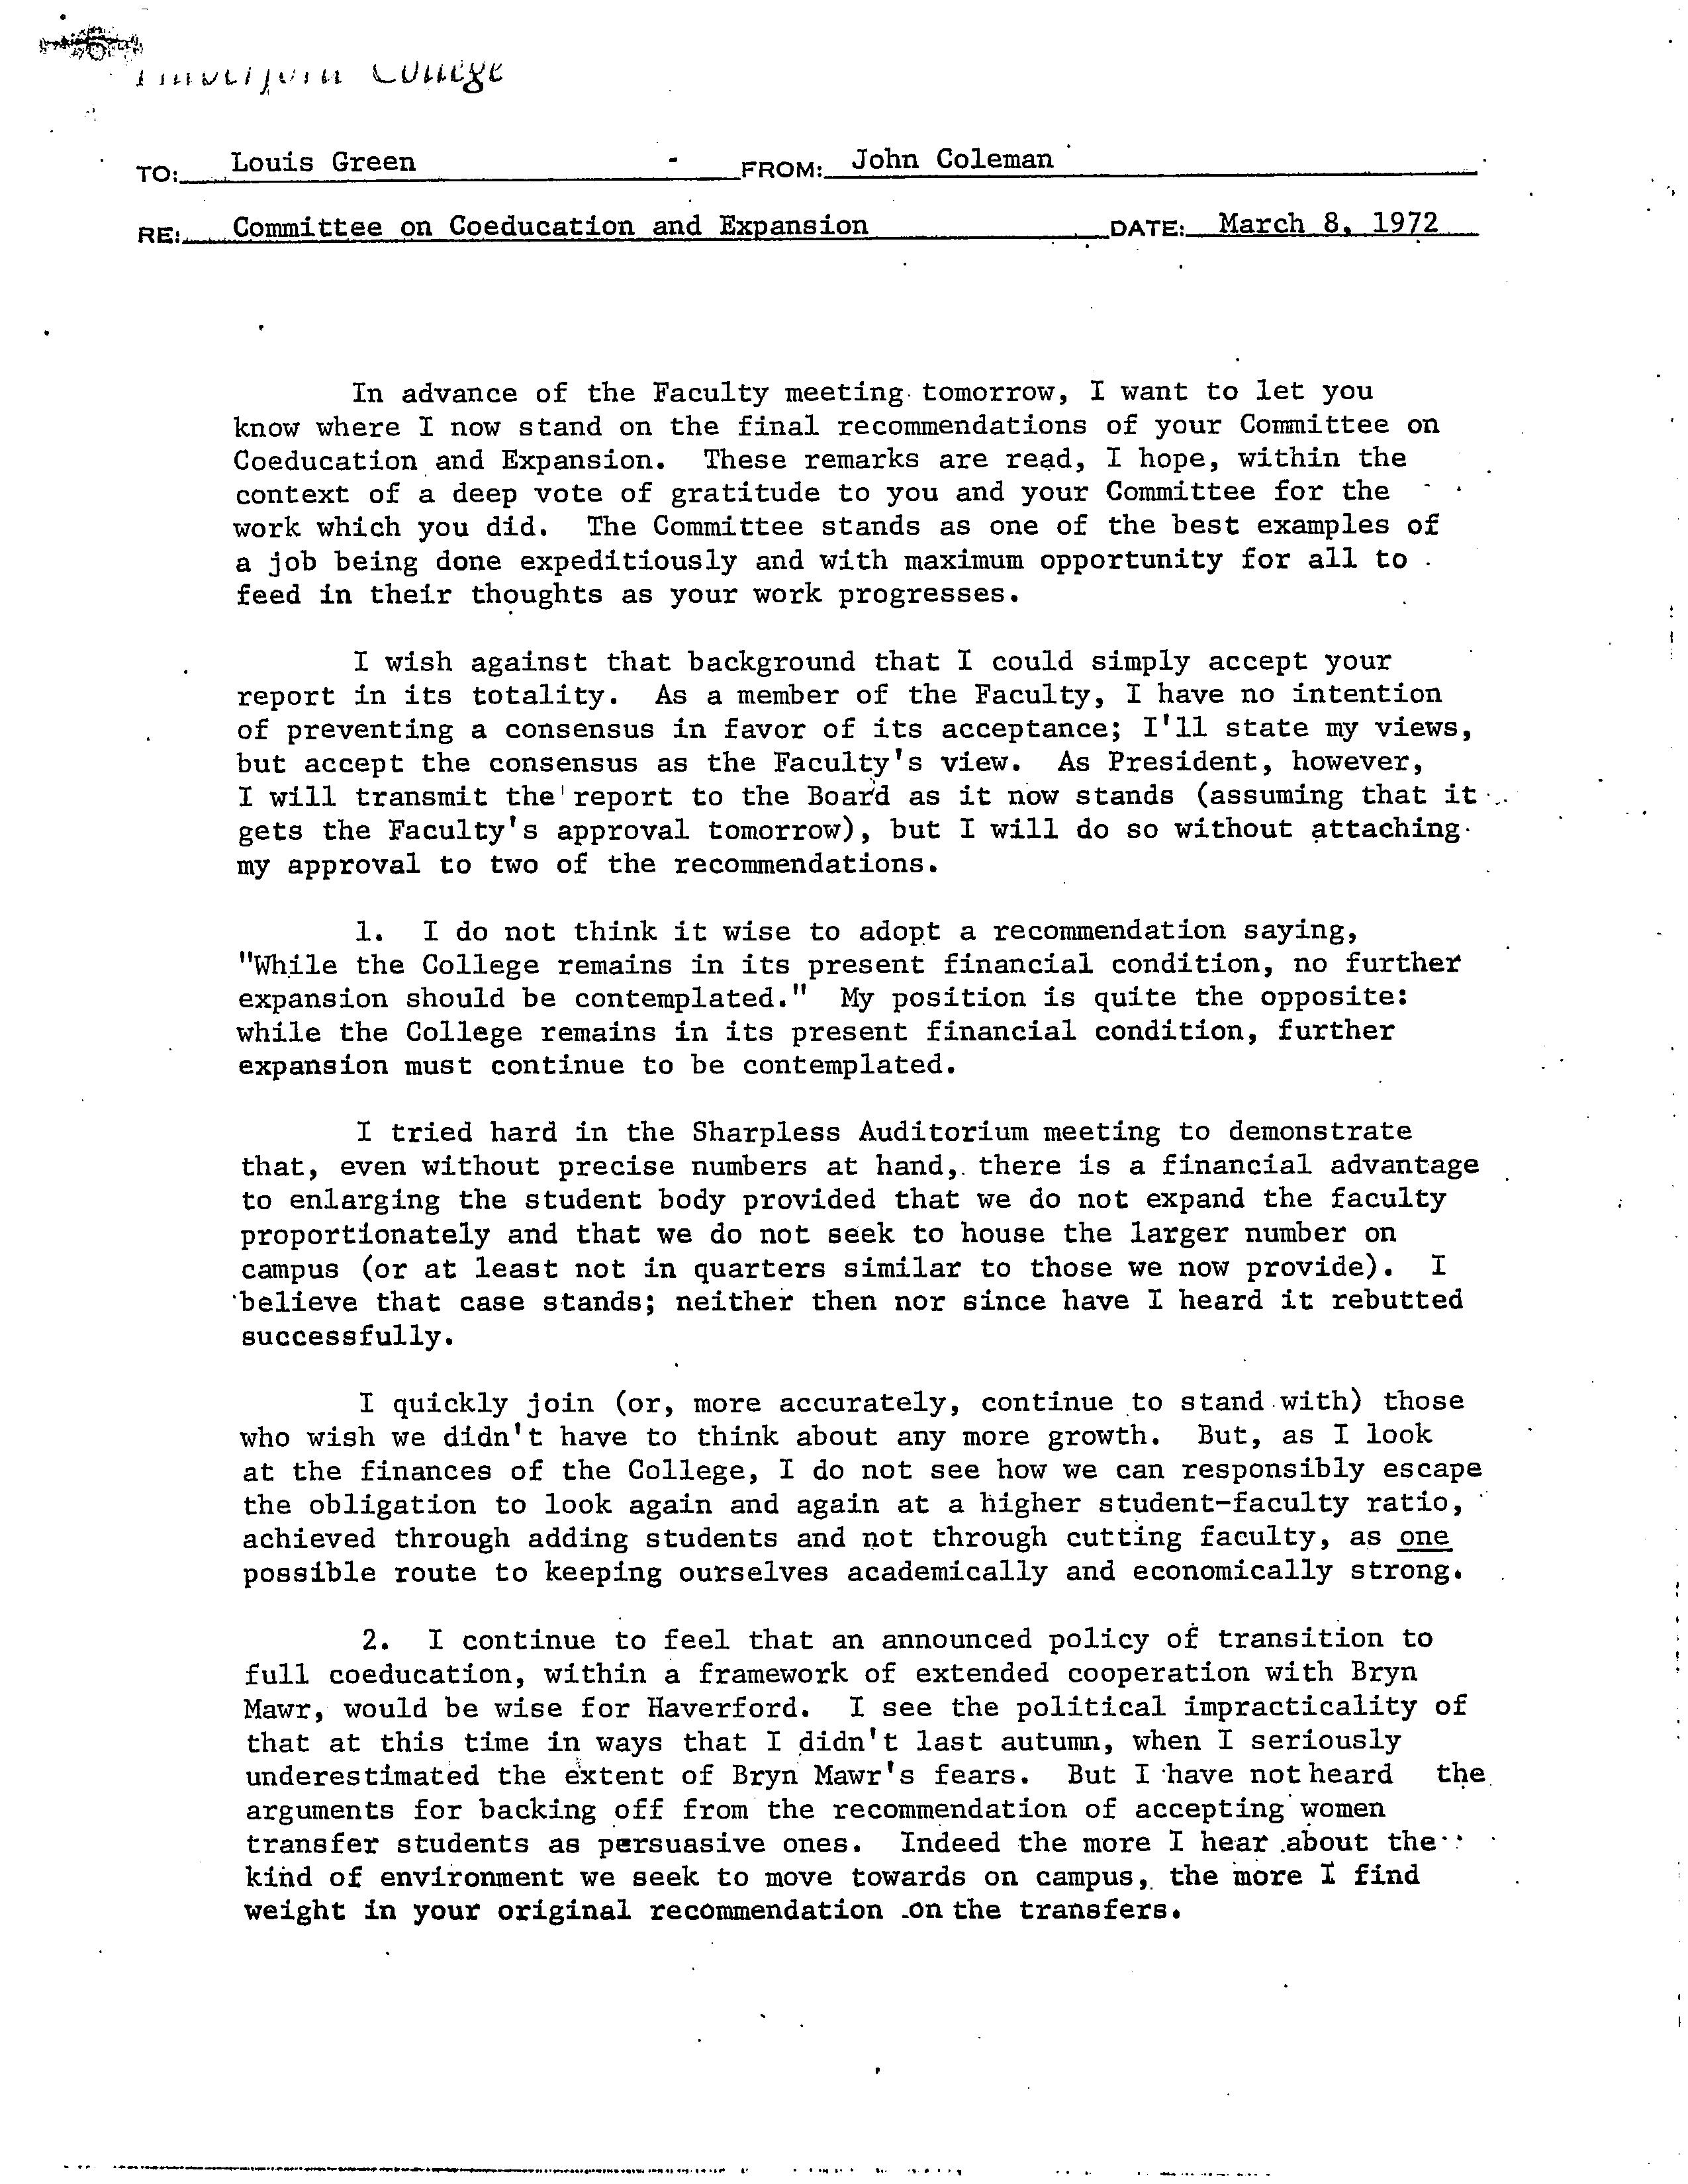 Haverford College
TO: Louis Green - FROM: John Coleman
RE: Committee on Coeducation and Expansion DATE: March 8, 1972
In advance of the Faculty meeting tomorrow, I want to let you
know where I now stand on the final recommendations of your Committee on
Coeducation and Expansion. These remarks are read, I hope, within the
context of a deep vote of gratitude to you and your Committee for the
work which you did. The Committee stands as one of the best examples of
a job being done expeditiously and with maximum opportunity for all to
feed in their thoughts as your work progresses.
I wish against that background that I could simply accept your
report in its totality. As a member of the Faculty, I have no intention
of preventing a consensus in favor of its acceptance; I'll state my views,
but accept the consensus as the Faculty's view. As President, however,
I will transmit the report to the Board as it now stands (assuming that it
gets the Faculty's approval tomorrow), but I will do so without attaching
my approval to two of the recommendations.
1. I do not think it wise to adopt a recommendation saying,
"While the College remains in its present financial condition, no further
expansion should be contemplated." My position is quite the opposite:
while the College remains in its present financial condition, further
expansion must continue to be contemplated.
I tried hard in the Sharpless Auditorium meeting to demonstrate
that, even without precise numbers at hand, there is a financial advantage
to enlarging the student body provided that we do not expand the faculty
proportionately and that we do not seek to house the larger number on
campus (or at least not in quarters similar to those we now provide). I
believe that case stands; neither then nor since have I heard it rebutted
successfully.
I quickly join (or, more accurately, continue to stand with) those
who wish we didn't have to think about any more growth. But, as I look
at the finances of the College, I do not see how we can responsibly escape
the obligation to look again and again at a higher student-faculty ratio,
achieved through adding students and not through cutting faculty, as one
possible route to keeping ourselves academically and economically strong.
2. I continue to feel that an announced policy of transition to
full coeducation, within a framework of extended cooperation with Bryn
Mawr, would be wise for Haverford. I see the political impracticality of
that at this time in ways that I didn't last autumn, when I seriously
underestimated the extent of Bryn Mawr's fears. But I have not heard the
arguments for backing off from the recommendation of accepting women
transfer students as persuasive ones. Indeed the more I hear about the
kind of environment we seek to move towards on campus, the more I find
weight in your original recommendation on the transfers.